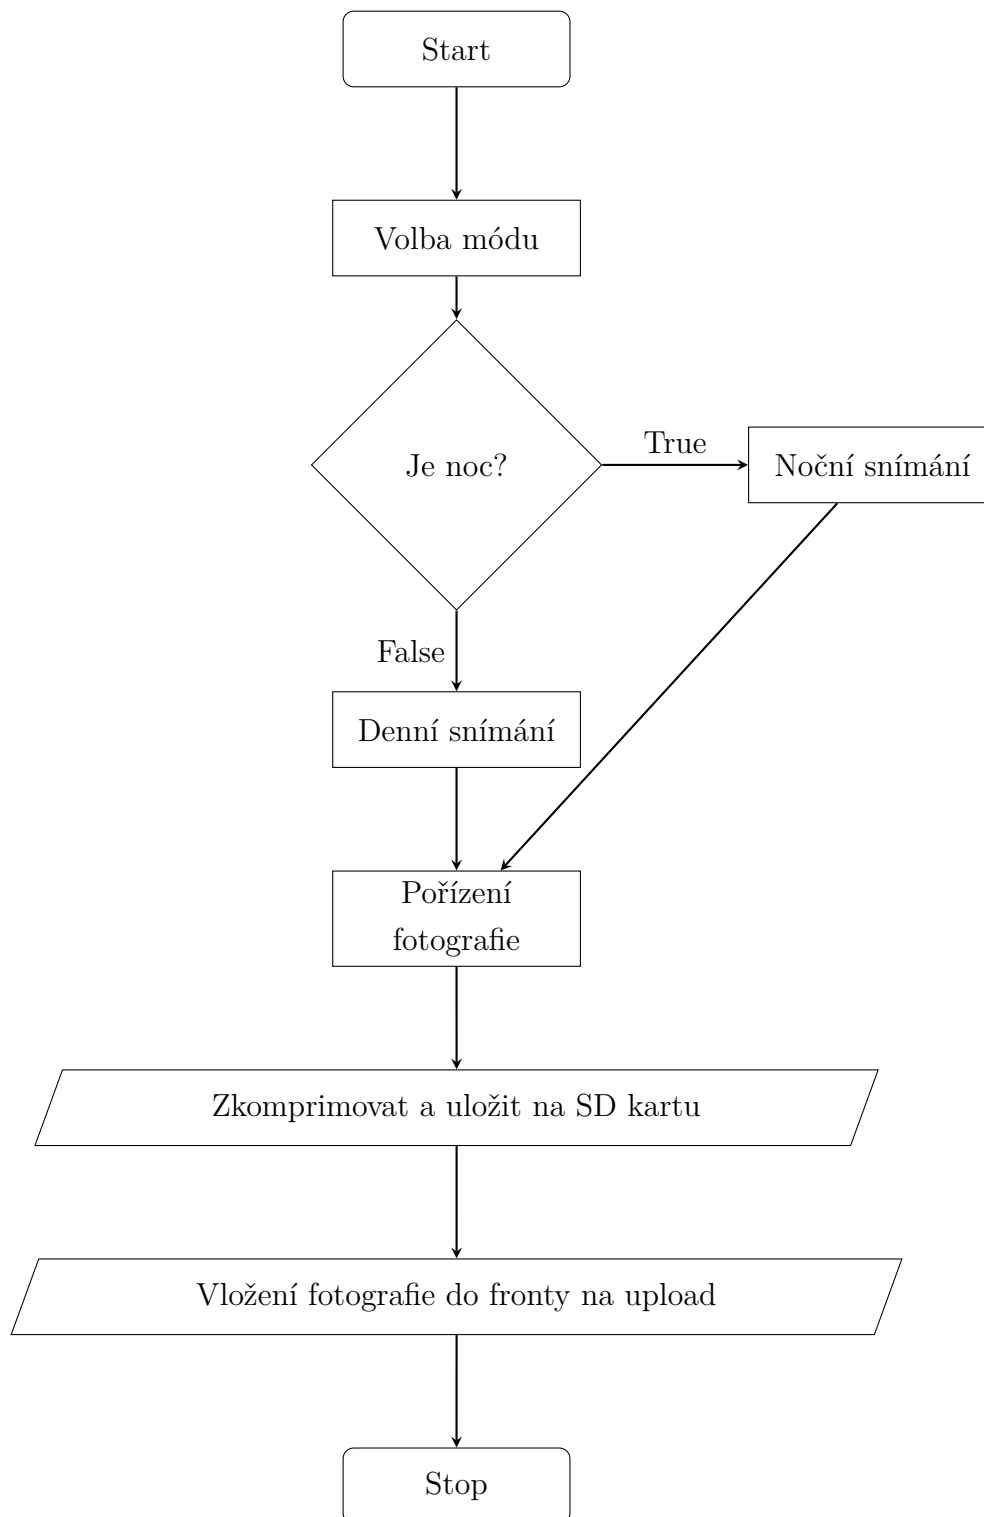 Start
Volba módu
Je noc?
True
Noční snímání
False
Denní snímání
Pořízení
fotografie
Zkomprimovat a uložit na SD kartu
Vložení fotografie do fronty na upload
Stop